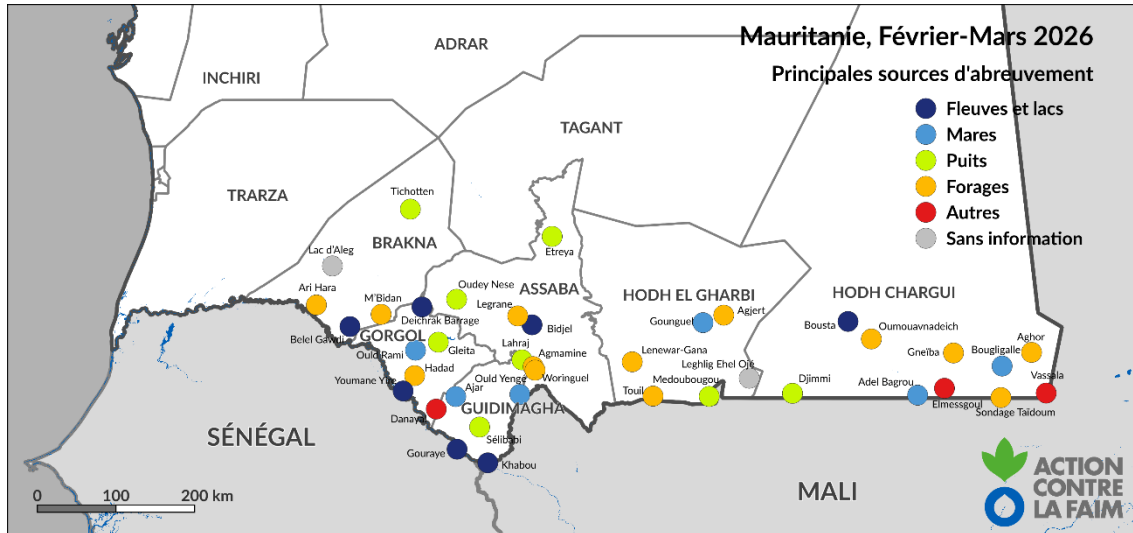 Mauritanie, Février-Mars 2026
Principales sources d'abreuvement
Fleuves et lacs
Mares
Puits
Forages
Autres
Sans information
ADRAR
INCHIRI
TAGANT
TRARZA
Tichotten
BRAKNA
Lac d'Aleg
Etreya
Ari Hara
M'Bidan
Oudey Nese
ASSABA
Legrane
HODH EL GHARBI
HODH CHARGUI
Agjert
Deichrak Barrage
Bidjel
Gounguel
Bousta
Oumouavnadeich
Belel Gawdi
GORGOL
Gleita
Lahraj
Aghor
Ould Rami
Agmamine
Lenewar-Gana
Gneïba
Bougligalle
Hadad
Leghlig Ehel Ojé
Youmane Yire
Ould Yengé
Woringuel
Ajar
Touil
Medoubougou
Djimmi
Adel Bagrou
Vassala
Elmessgoul
Sondage Taïdoum
Danayal
GUIDIMAGHA
Sélibabi
SÉNÉGAL
Gouraye
Khabou
MALI
0 100 200 km
ACTION
CONTRE
LA FAIM